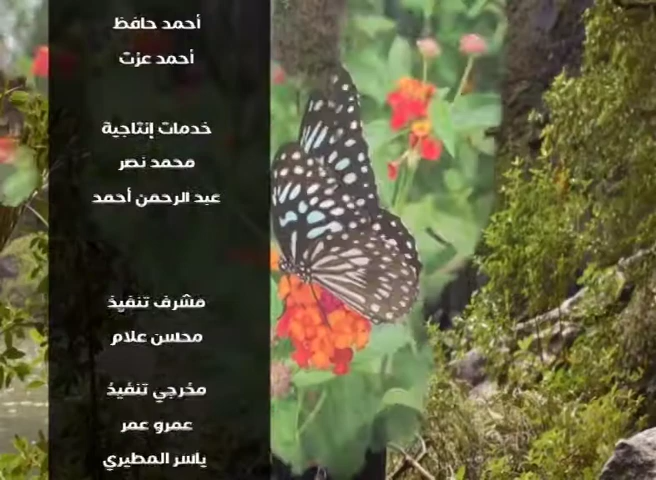 أحمد حافظ
أحمد عزت
خدمات إنتاجية
محمد نصر
عبد الرحمن أحمد
مشرف تنفيذ
محسن علام
مخرجي تنفيذ
عمرو عمر
ياسر المطيري